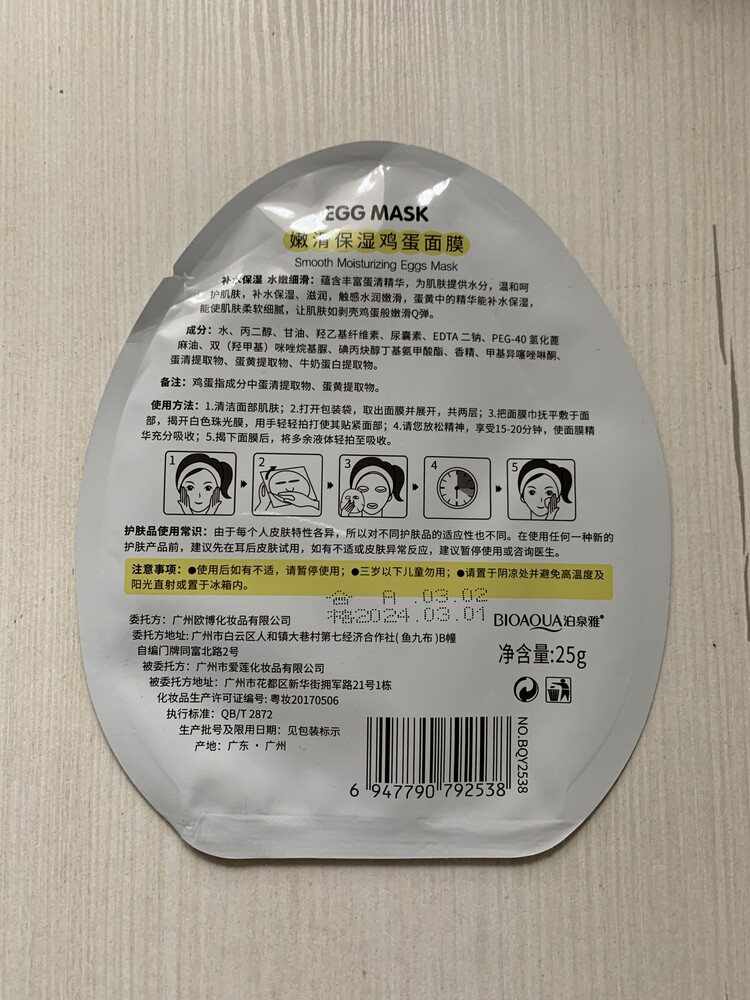 EGG MASK
嫩滑保湿鸡蛋面膜
Smooth Moisturizing Eggs Mask
补水保湿 水嫩细滑：蕴含丰富蛋清精华，为肌肤提供水分，温和呵
护肌肤，补水保湿、滋润，触感水润嫩滑，蛋黄中的精华能补水保湿，
能使肌肤柔软细腻，让肌肤如剥壳鸡蛋般嫩滑Q弹。
成分：水、丙二醇、甘油、羟乙基纤维素、尿囊素、EDTA 二钠、PEG-40 氢化蓖
麻油、双（羟甲基）咪唑烷基脲、碘丙炔醇丁基氨甲酸酯、香精、甲基异噻唑啉酮、
蛋清提取物、蛋黄提取物、牛奶蛋白提取物。
备注：鸡蛋指成分中蛋清提取物、蛋黄提取物。
使用方法：1.清洁面部肌肤；2.打开包装袋，取出面膜并展开，共两层；3.把面膜巾抚平敷于面
部，揭开白色珠光膜，用手轻轻拍打使其贴紧面部；4.请您放松精神，享受15-20分钟，使面膜精
华充分吸收；5.揭下面膜后，将多余液体轻拍至吸收。
1 2 3 4 5
护肤品使用常识：由于每个人皮肤特性各异，所以对不同护肤品的适应性也不同。在使用任何一种新的
护肤产品前，建议先在耳后皮肤试用，如有不适或皮肤异常反应，建议暂停使用或咨询医生。
注意事项：●使用后如有不适，请暂停使用；●三岁以下儿童勿用；●请置于阴凉处并避免高温度及
阳光直射或置于冰箱内。
.03.02
2024.03.01
BIOAQUA泊泉雅®
净含量:25g
委托方：广州欧博化妆品有限公司
委托方地址: 广州市白云区人和镇大巷村第七经济合作社( 鱼九布 )B幢
自编门牌同富北路2号
被委托方：广州市爱莲化妆品有限公司
被委托方地址：广州市花都区新华街拥军路21号1栋
化妆品生产许可证编号: 粤妆20170506
执行标准：QB/T 2872
生产批号及限用日期：见包装标示
产地：广东 · 广州
6 947790 792538
NO.BQY2538